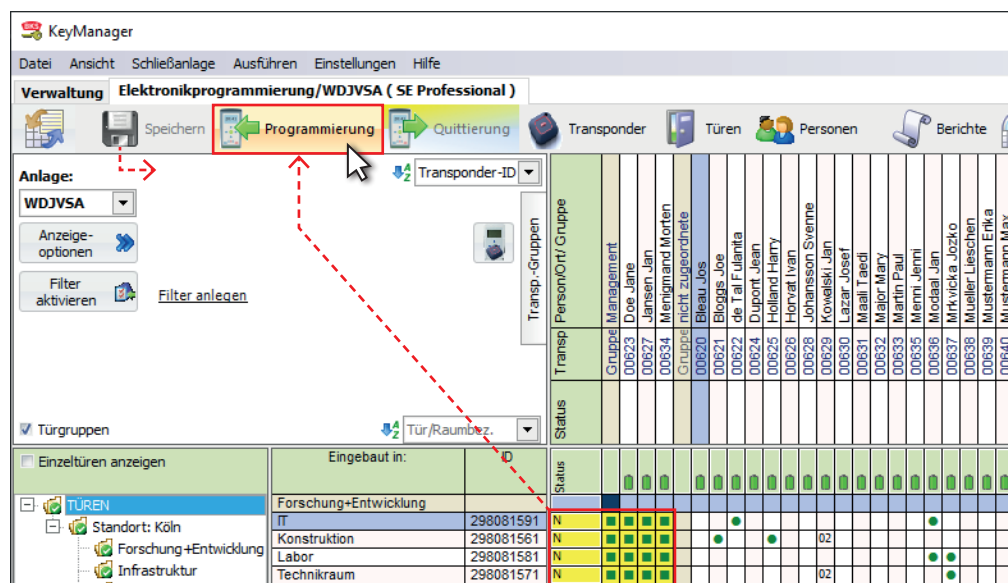 KeyManager
Datei Ansicht Schließanlage Ausführen Einstellungen Hilfe
Verwaltung Elektronikprogrammierung/WDJVSA ( SE Professional )
Speichern Programmierung Quittierung Transponder Türen Personen Berichte
Anlage:
WDJVSA
Transponder-ID
Anzeige-
optionen
Filter
aktivieren
Filter anlegen
Transp.-Gruppen
Türgruppen
Tür/Raumbez.
Person/Ort/ Gruppe
Transp
Status
Gruppe Management
00623 Doe Jane
00627 Jansen Jan
00634 Menigmand Morten
Gruppe nicht zugeordnete
00620 Bleau Jos
00621 Bloggs Joe
00622 de Tal Fulanita
00624 Dupont Jean
00625 Holland Harry
00626 Horvat Ivan
00628 Johansson Svenne
00629 Kowalski Jan
00630 Lazar Josef
00631 Maali Taedi
00632 Major Mary
00633 Martin Paul
00635 Menni Jenni
00636 Modaal Jan
00637 Mrkvicka Jozko
00638 Mueller Lieschen
00639 Mustermann Erika
00640 Mustermann Max
Einzeltüren anzeigen
Eingebaut in: ID
Status
TÜREN
Standort: Köln
Forschung+Entwicklung
Infrastruktur
Forschung+Entwicklung
IT 298081591 N
Konstruktion 298081561 N 02
Labor 298081581 N
Technikraum 298081571 N 02